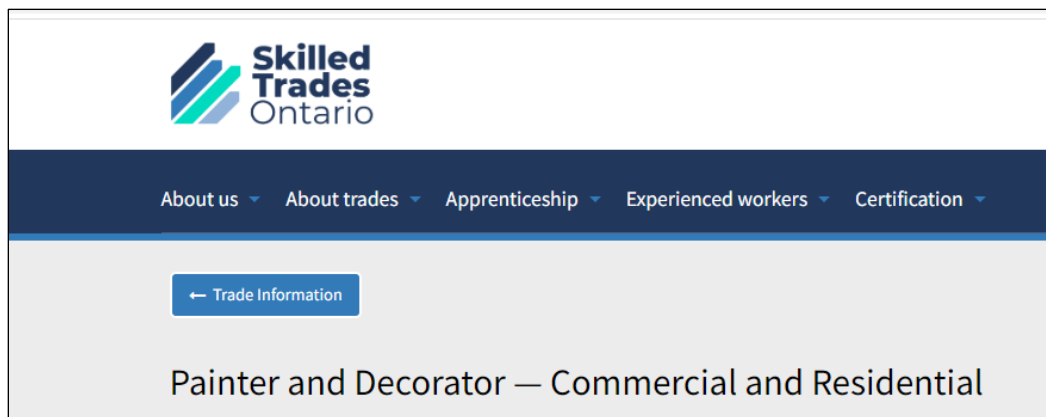 Skilled
Trades
Ontario
About us About trades Apprenticeship Experienced workers Certification
← Trade Information
Painter and Decorator — Commercial and Residential